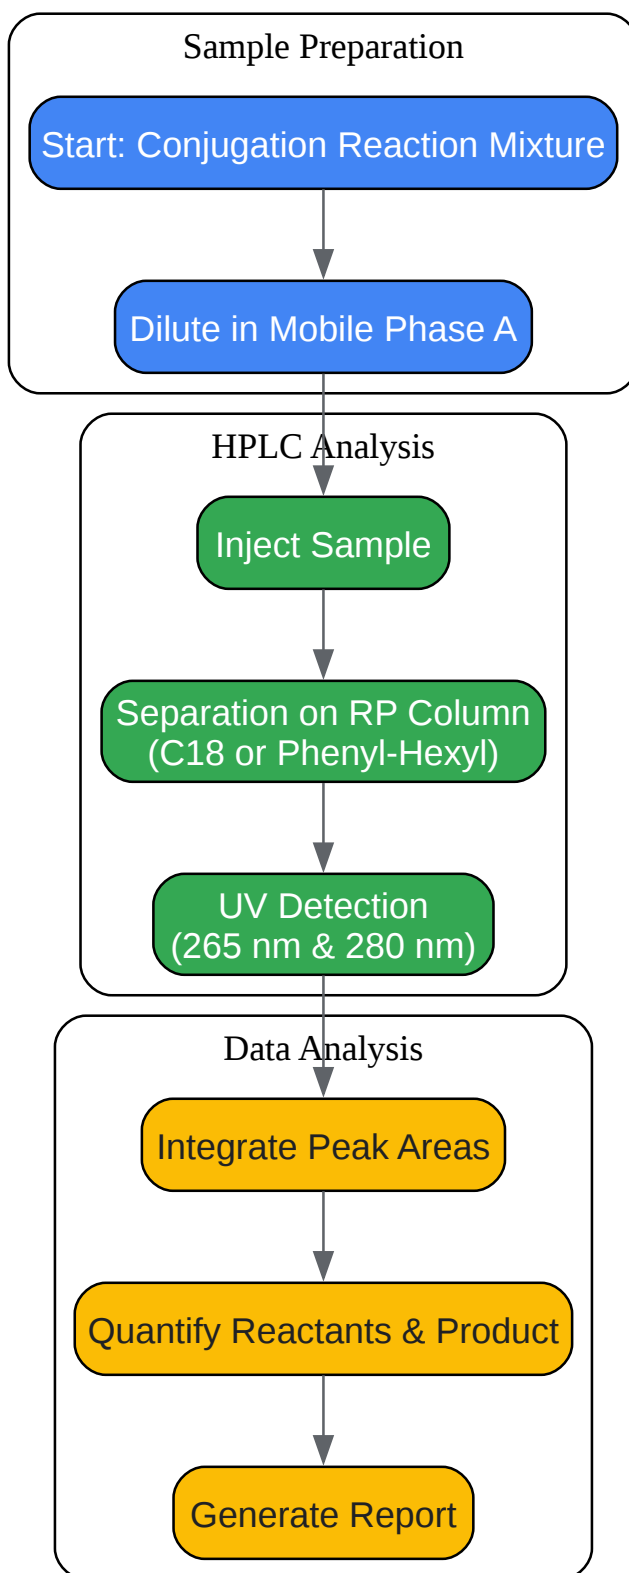 Sample Preparation
Start: Conjugation Reaction Mixture
Dilute in Mobile Phase A
HPLC Analysis
Inject Sample
Separation on RP Column
(C18 or Phenyl-Hexyl)
UV Detection
(265 nm & 280 nm)
Data Analysis
Integrate Peak Areas
Quantify Reactants & Product
Generate Report